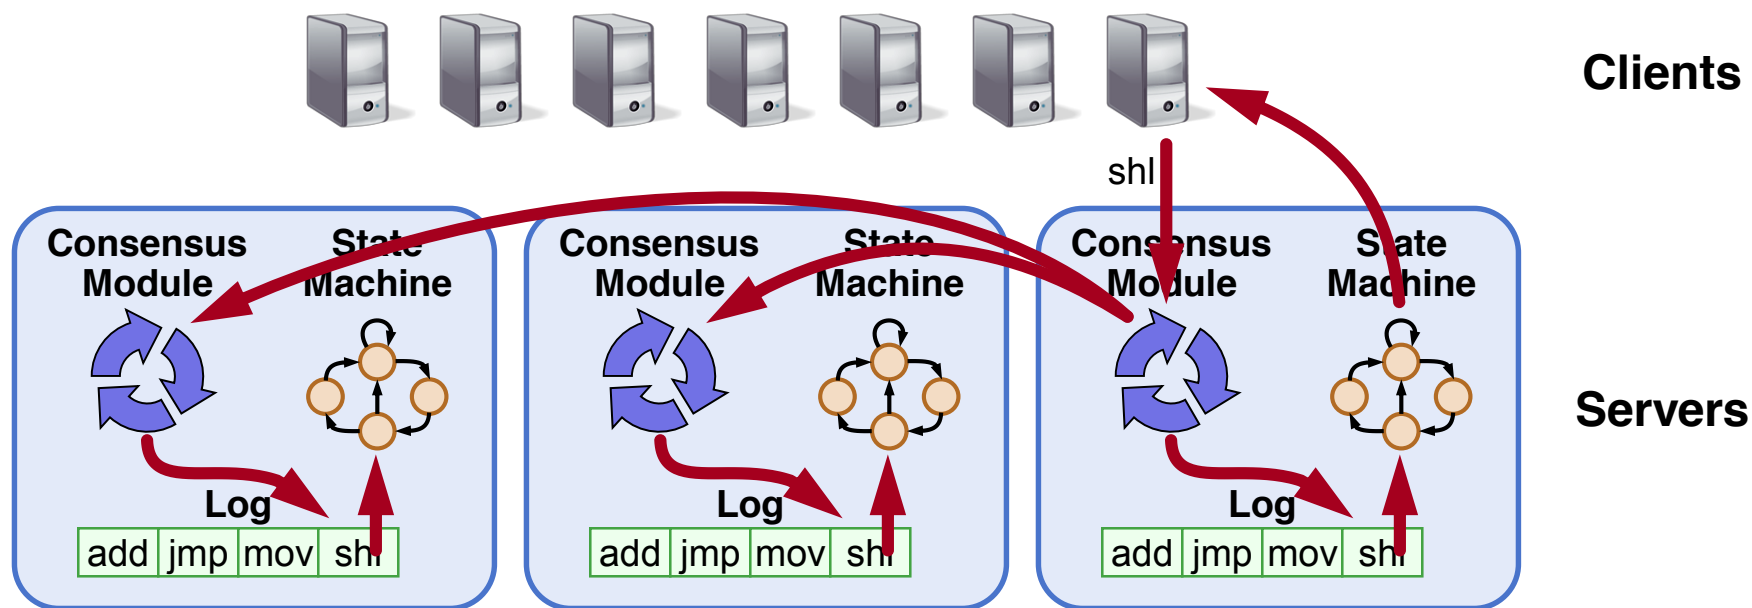 Clients
shl
Consensus Module
State Machine
Consensus Module
State Machine
Consensus Module
State Machine
Servers
Log
Log
Log
add jmp mov shl
add jmp mov shl
add jmp mov shl